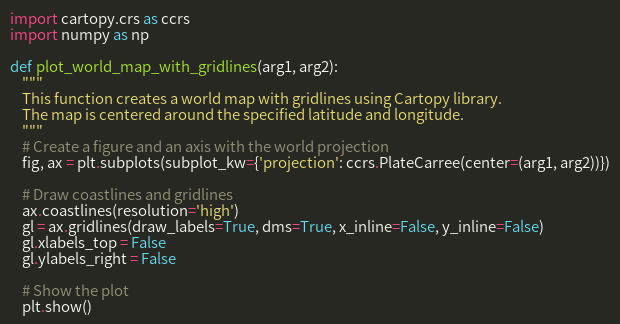 import cartopy.crs as ccrs
import numpy as np

def plot_world_map_with_gridlines(arg1, arg2):
    """
    This function creates a world map with gridlines using Cartopy library.
    The map is centered around the specified latitude and longitude.
    """
    # Create a figure and an axis with the world projection
    fig, ax = plt.subplots(subplot_kw={'projection': ccrs.PlateCarree(center=(arg1, arg2))})

    # Draw coastlines and gridlines
    ax.coastlines(resolution='high')
    gl = ax.gridlines(draw_labels=True, dms=True, x_inline=False, y_inline=False)
    gl.xlabels_top = False
    gl.ylabels_right = False

    # Show the plot
    plt.show()